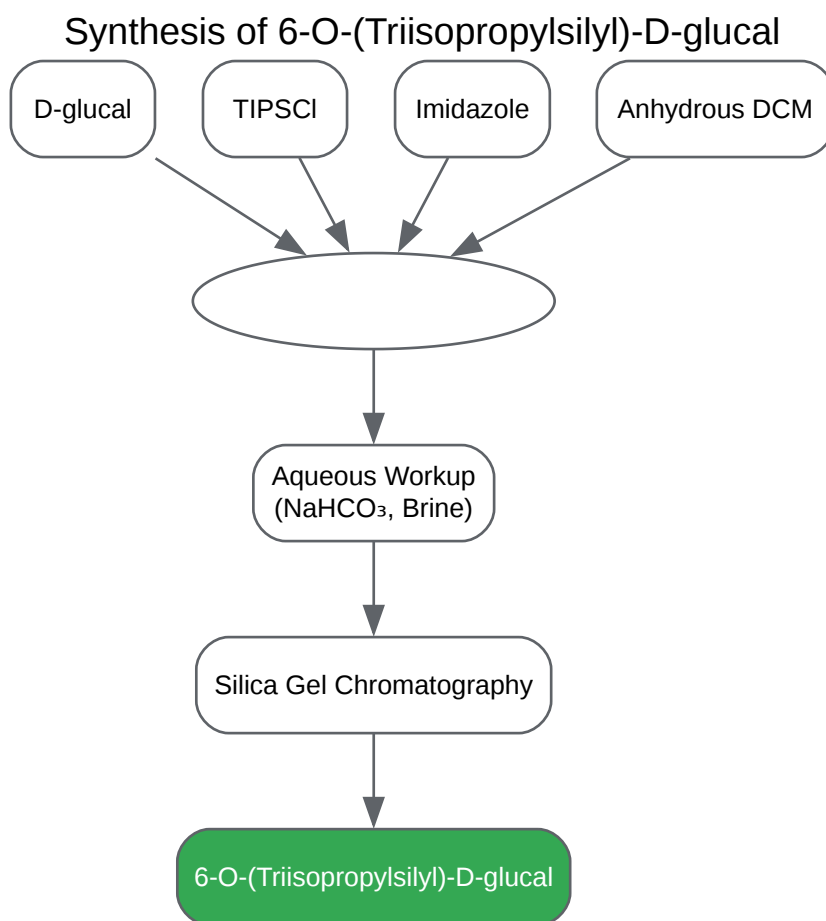 Synthesis of 6-O-(Triisopropylsilyl)-D-glucal
D-glucal
TIPSCl
Imidazole
Anhydrous DCM
Aqueous Workup
(NaHCO₃, Brine)
Silica Gel Chromatography
6-O-(Triisopropylsilyl)-D-glucal